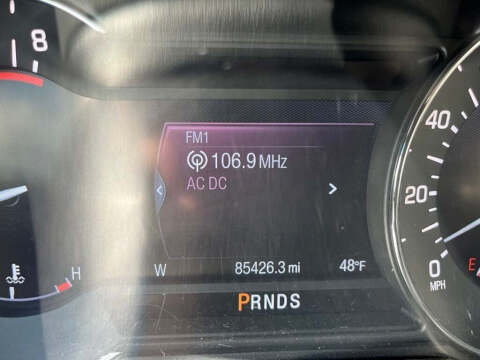 8
FM1
106.9 MHz
AC DC
H
W 85426.3 mi 48°F
PRNDS
40
20
0
MPH
E